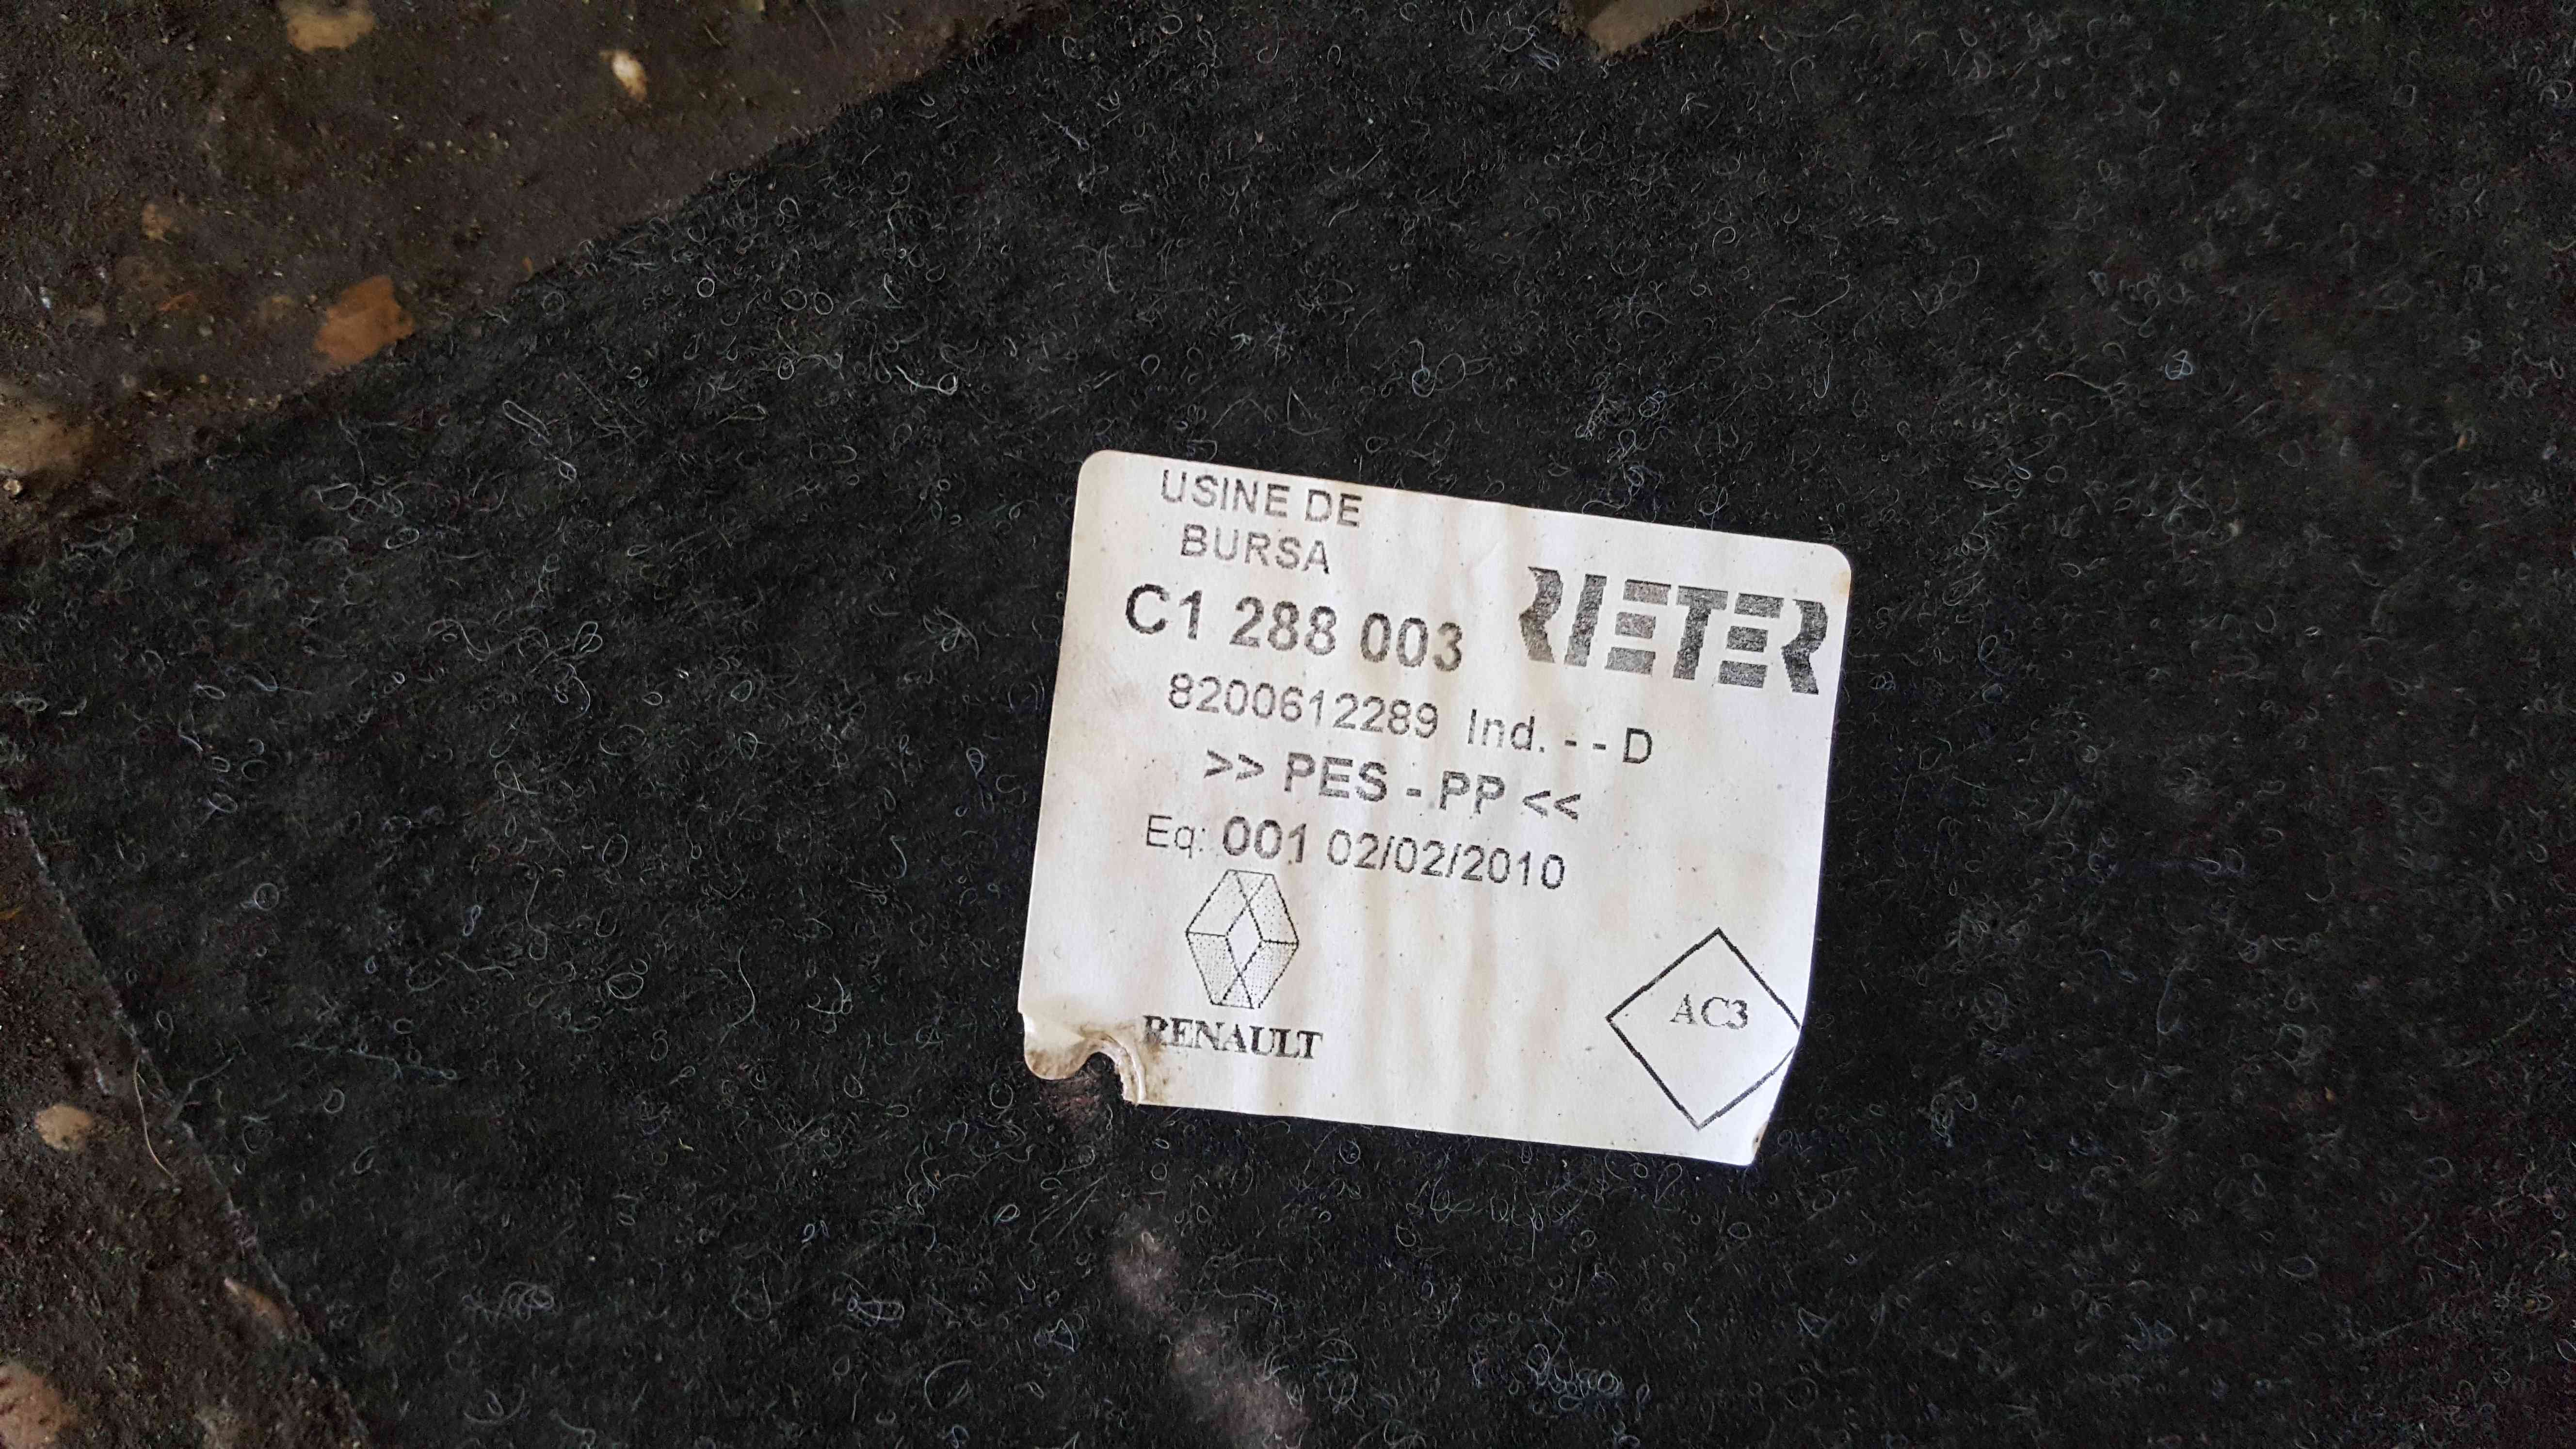 USINE DE
BURSA
C1 288 003
RIETER
8200612289 Ind. - - D
>> PES - PP <<
Eq: 001 02/02/2010
RENAULT
AC3